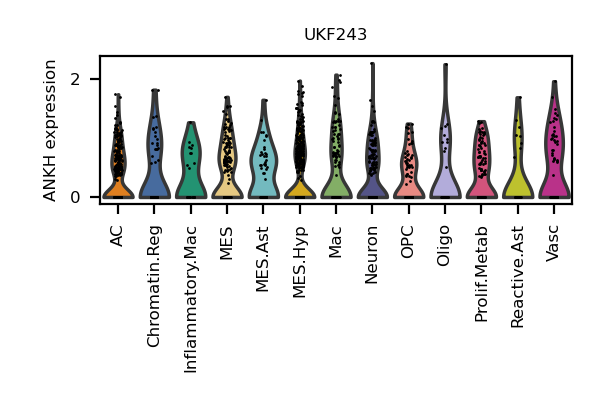 UKF243
ANKH expression
2
0
AC
Chromatin.Reg
Inflammatory.Mac
MES
MES.Ast
MES.Hyp
Mac
Neuron
OPC
Oligo
Prolif.Metab
Reactive.Ast
Vasc